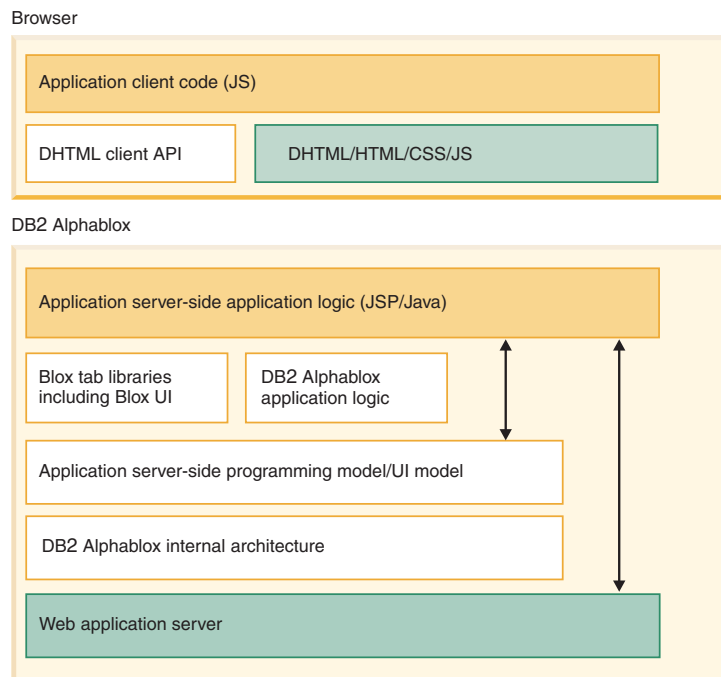 Browser
Application client code (JS)
DHTML client API
DHTML/HTML/CSS/JS
DB2 Alphablox
Application server-side application logic (JSP/Java)
Blox tab libraries
including Blox UI
DB2 Alphablox
application logic
Application server-side programming model/UI model
DB2 Alphablox internal architecture
Web application server